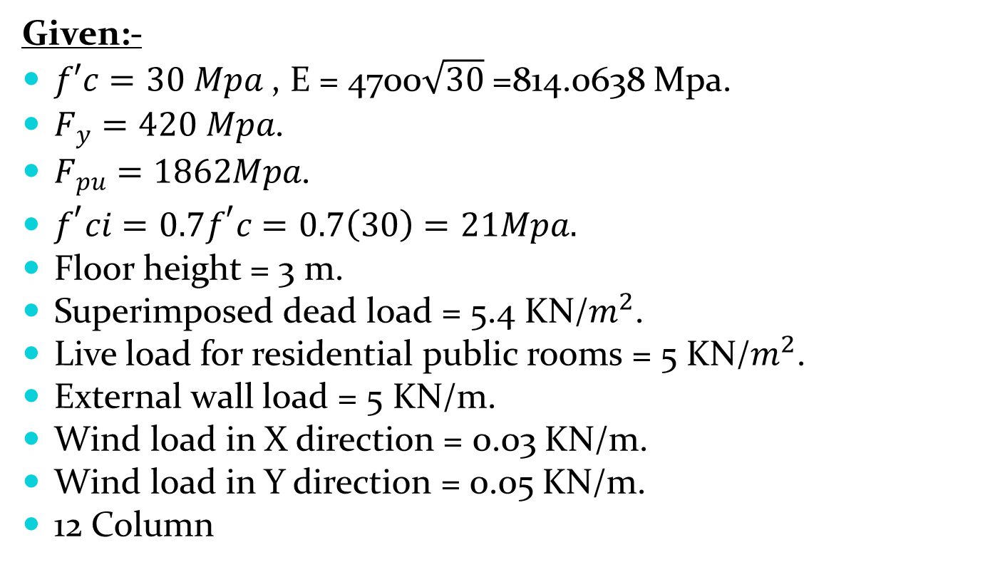 Given:-
• f'c = 30 Mpa , E = 4700√30 =814.0638 Mpa.
• F_y = 420 Mpa.
• F_pu = 1862Mpa.
• f'ci = 0.7f'c = 0.7(30) = 21Mpa.
• Floor height = 3 m.
• Superimposed dead load = 5.4 KN/m².
• Live load for residential public rooms = 5 KN/m².
• External wall load = 5 KN/m.
• Wind load in X direction = 0.03 KN/m.
• Wind load in Y direction = 0.05 KN/m.
• 12 Column